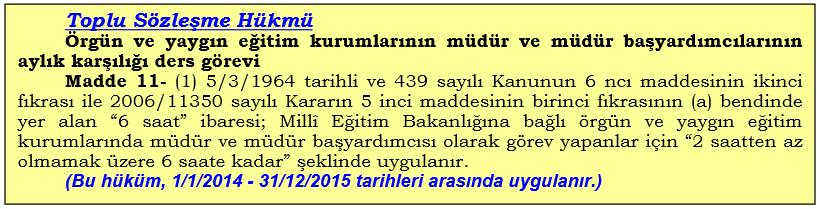 Toplu Sözleşme Hükmü
Örgün ve yaygın eğitim kurumlarının müdür ve müdür başyardımcılarının
aylık karşılığı ders görevi
Madde 11- (1) 5/3/1964 tarihli ve 439 sayılı Kanunun 6 ncı maddesinin ikinci
fıkrası ile 2006/11350 sayılı Kararın 5 inci maddesinin birinci fıkrasının (a) bendinde
yer alan “6 saat” ibaresi; Millî Eğitim Bakanlığına bağlı örgün ve yaygın eğitim
kurumlarında müdür ve müdür başyardımcısı olarak görev yapanlar için “2 saatten az
olmamak üzere 6 saate kadar” şeklinde uygulanır.
(Bu hüküm, 1/1/2014 - 31/12/2015 tarihleri arasında uygulanır.)